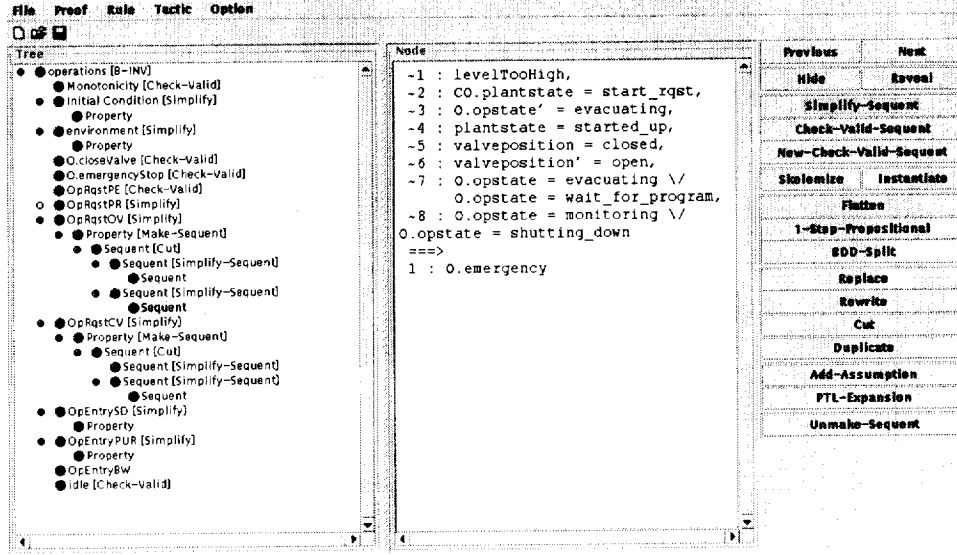 File Proof Rule Tactic Option
Tree
operations [B-INV]
Monotonicity [Check-Valid]
Initial Condition [Simplify]
Property
environment [Simplify]
Property
O.closeValve [Check-Valid]
O.emergencyStop [Check-Valid]
OpRqstPE [Check-Valid]
OpRqstPR [Simplify]
OpRqstOV [Simplify]
Property [Make-Sequent]
Sequent [Cut]
Sequent [Simplify-Sequent]
Sequent
Sequent [Simplify-Sequent]
Sequent
OpRqstCV [Simplify]
Property [Make-Sequent]
Sequent [Cut]
Sequent [Simplify-Sequent]
Sequent [Simplify-Sequent]
Sequent
OpEntrySD [Simplify]
Property
OpEntryPUR [Simplify]
Property
OpEntryBW
idle [Check-Valid]
Node
~1 : levelTooHigh,
~2 : CO.plantstate = start_rqst,
~3 : O.opstate' = evacuating,
~4 : plantstate = started_up,
~5 : valveposition = closed,
~6 : valveposition' = open,
~7 : O.opstate = evacuating \/
O.opstate = wait_for_program,
~8 : O.opstate = monitoring \/
O.opstate = shutting_down
===>
1 : O.emergency
Previous Next
Hide Reveal
Simplify-Sequent
Check-Valid-Sequent
New-Check-Valid-Sequent
Skolemize Instantiate
Flatten
1-Step-Propositional
BDD-Split
Replace
Rewrite
Cut
Duplicate
Add-Assumption
PTL-Expansion
Unmake-Sequent